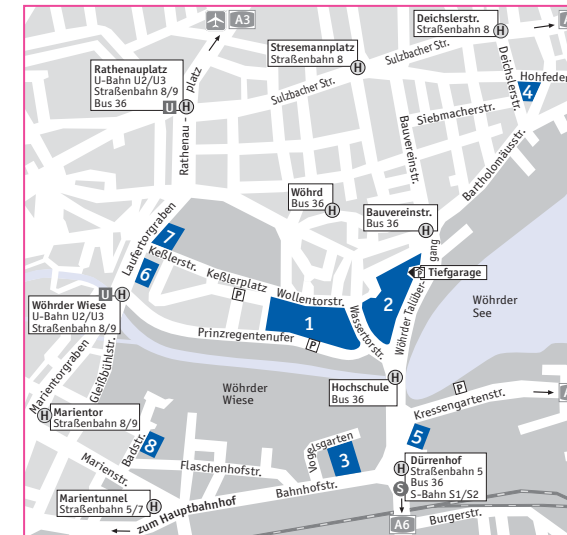 Deichslerstr.
Straßenbahn 8
A3
Stresemannplatz
Straßenbahn 8
Sulzbacher Str.
Rathenauplatz
U-Bahn U2/U3
Straßenbahn 8/9
Bus 36
U
H
Rathenau-platz
Sulzbacher Str.
Deichslerstr.
Hohfeder
4
Siebmacherstr.
Bauvereinstr.
Bartholomäusstr.
Wöhrd
Bus 36
H
Bauvereinstr.
Bus 36
H
Laufertorgraben
7
6
Keßlerstr.
Keßlerplatz
P
Wollentorstr.
1
2
P Tiefgarage
Wöhrder Talübergang
Wassertorstr.
Wöhrder
See
U
H
Wöhrder Wiese
U-Bahn U2/U3
Straßenbahn 8/9
Prinzregentenufer
P
Marientorgraben
Gleißbühlstr.
Wöhrder
Wiese
Hochschule
Bus 36
H
P
Kressengartenstr.
A
H
Marientor
Straßenbahn 8/9
Badstr.
8
Vogelsgarten
3
5
Marienstr.
Flaschenhofstr.
Bahnhofstr.
H
S
Dürrenhof
Straßenbahn 5
Bus 36
S-Bahn S1/S2
Marientunnel
Straßenbahn 5/7
H
zum Hauptbahnhof
A6
Burgerstr.